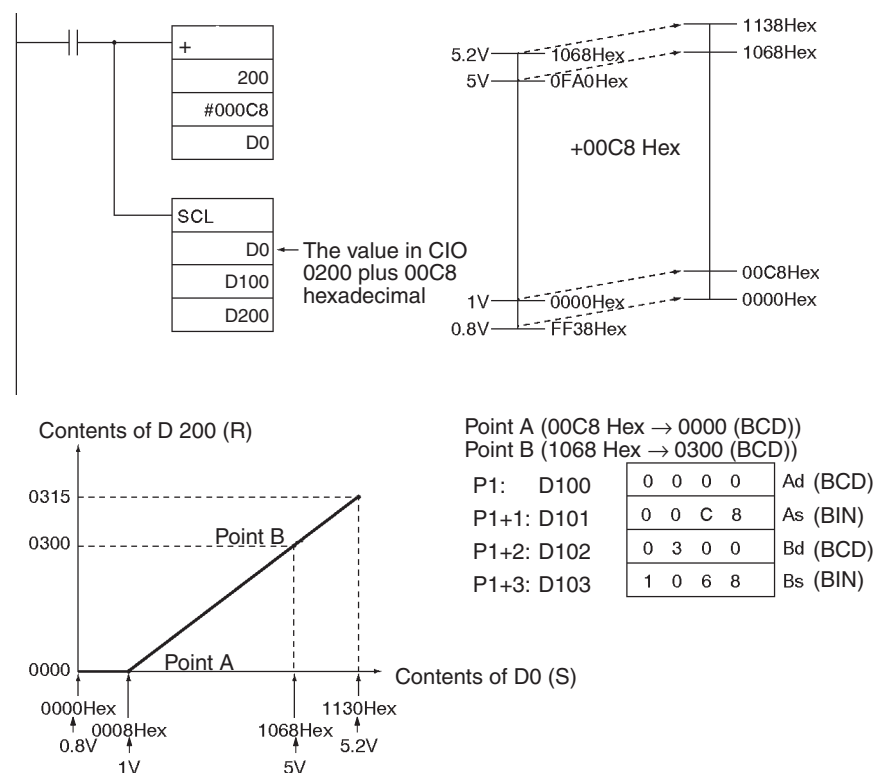 +
200
#000C8
D0
SCL
D0
D100
D200
The value in CIO
0200 plus 00C8
hexadecimal
1138Hex
5.2V 1068Hex 1068Hex
5V 0FA0Hex
+00C8 Hex
00C8Hex
1V 0000Hex 0000Hex
0.8V FF38Hex
Contents of D 200 (R)
0315
0300
Point B
0000
Point A
Contents of D0 (S)
0000Hex 1130Hex
0008Hex 1068Hex
0.8V 5.2V
1V 5V
Point A (00C8 Hex → 0000 (BCD))
Point B (1068 Hex → 0300 (BCD))
P1: D100 0 0 0 0 Ad (BCD)
P1+1: D101 0 0 C 8 As (BIN)
P1+2: D102 0 3 0 0 Bd (BCD)
P1+3: D103 1 0 6 8 Bs (BIN)